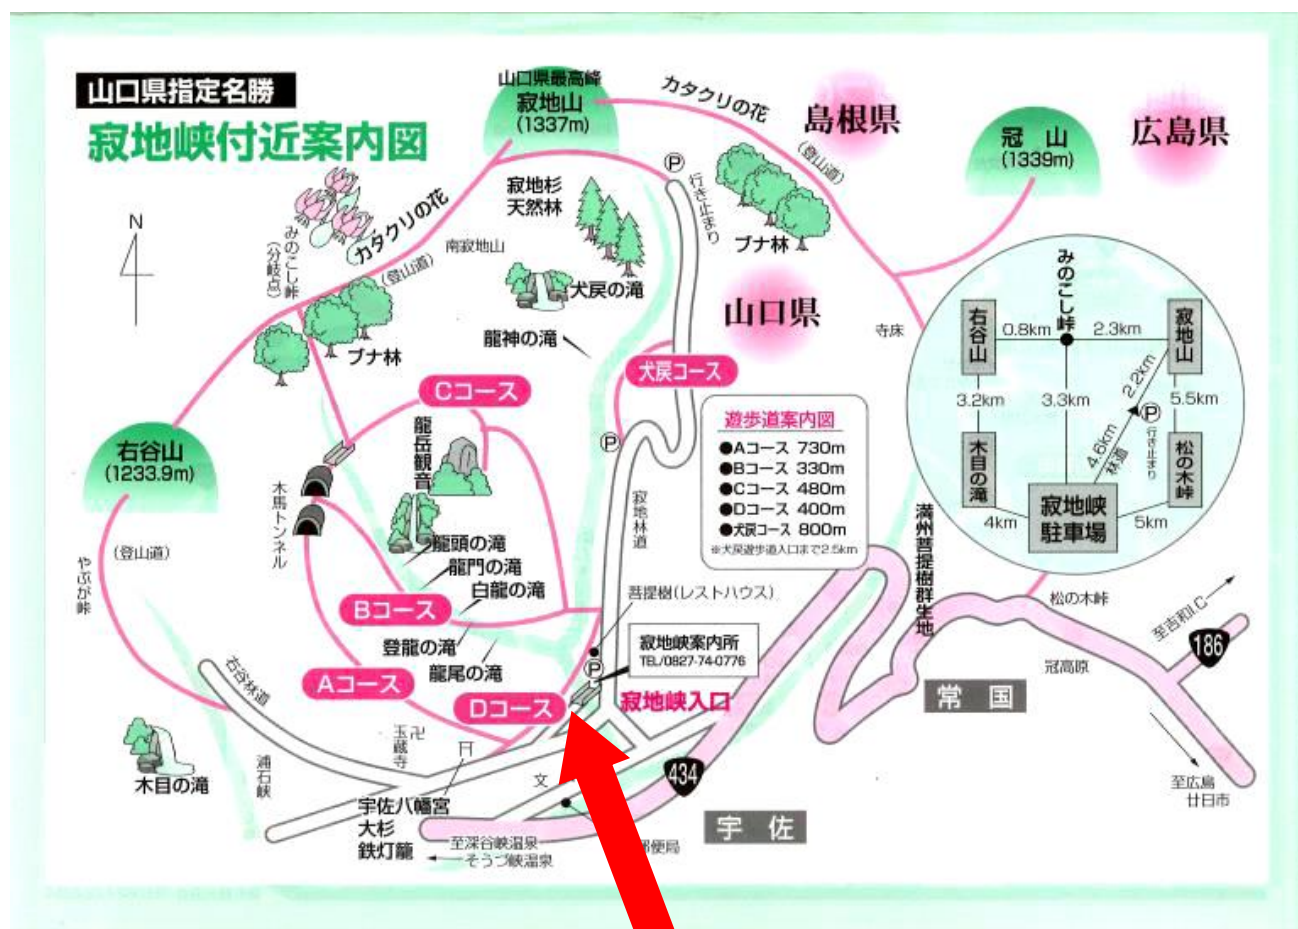 山口県指定名勝
寂地峡付近案内図
山口県最高峰
寂地山
(1337m)
カタクリの花
(登山道)
島根県
冠 山
(1339m)
広島県
N
カタクリの花
(登山道)
みのこし峠
(分岐点)
南寂地山
寂地杉
天然林
P
行き止まり
ブナ林
犬戻の滝
山口県
龍神の滝
ブナ林
寺床
犬戻コース
Cコース
右谷山
(1233.9m)
龍岳観音
P
木馬トンネル
(登山道)
やぶが峠
龍頭の滝
龍門の滝
白龍の滝
Bコース
登龍の滝
龍尾の滝
Aコース
Dコース
寂地林道
菩提樹(レストハウス)
P
寂地峡案内所
TEL/0827-74-0776
寂地峡入口
遊歩道案内図
●Aコース 730m
●Bコース 330m
●Cコース 480m
●Dコース 400m
●犬戻コース 800m
※犬戻遊歩道入口まで2.5km
みのこし峠
右谷山
0.8km
2.3km
寂地山
3.2km
3.3km
2.2km
5.5km
P
行き止まり
4.6km
林道
木目の滝
松の木峠
寂地峡
駐車場
4km
5km
満州菩提樹群生地
松の木峠
至吉和I.C
186
冠高原
常 国
至広島
廿日市
右谷林道
木目の滝
浦石峡
玉蔵寺
卍
文
宇佐八幡宮
大杉
鉄灯籠
434
宇 佐
至深谷峡温泉
そうづ峡温泉
便局